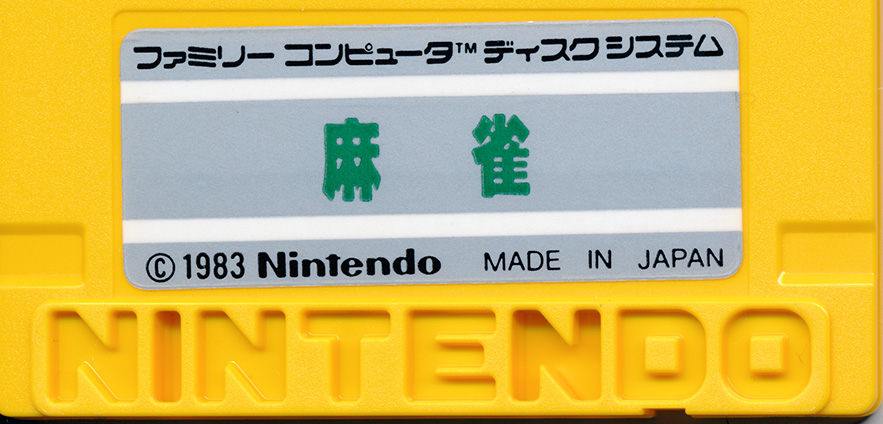 ファミリー コンピュータ™ ディスクシステム
麻雀
©1983 Nintendo MADE IN JAPAN
NINTENDO